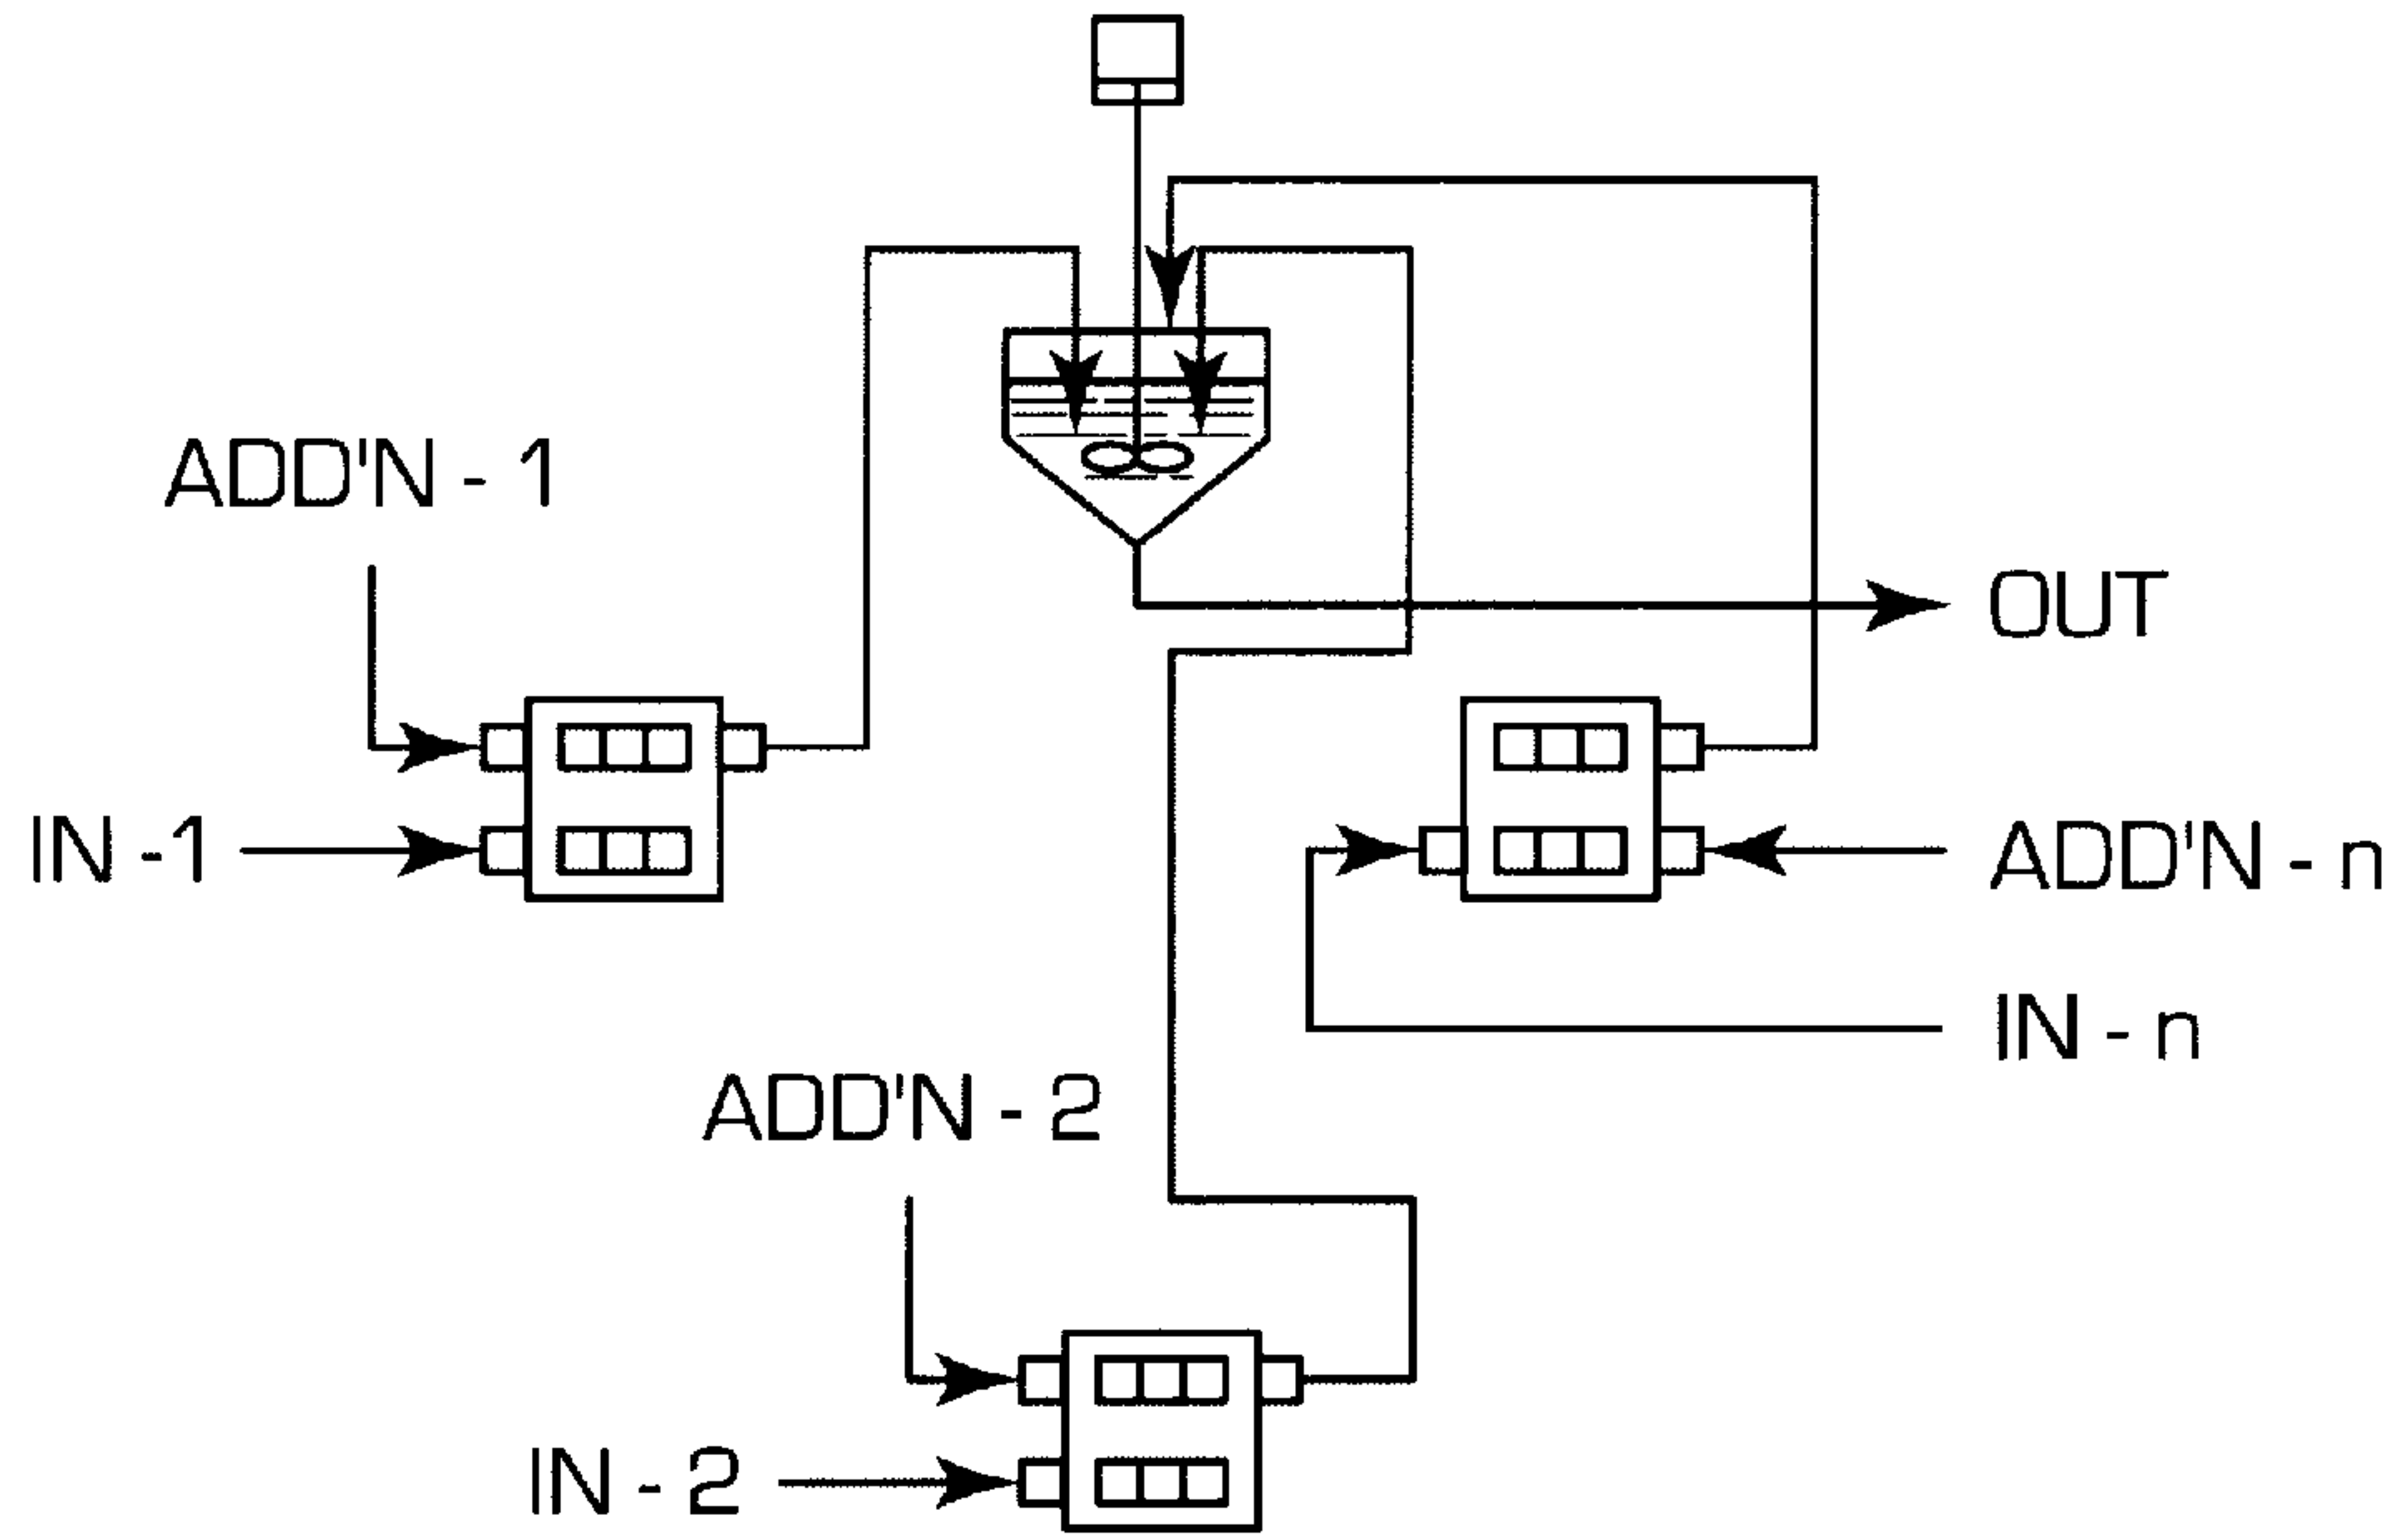 ADD'N - 1
OUT
IN -1
ADD'N - n
IN - n
ADD'N - 2
IN - 2